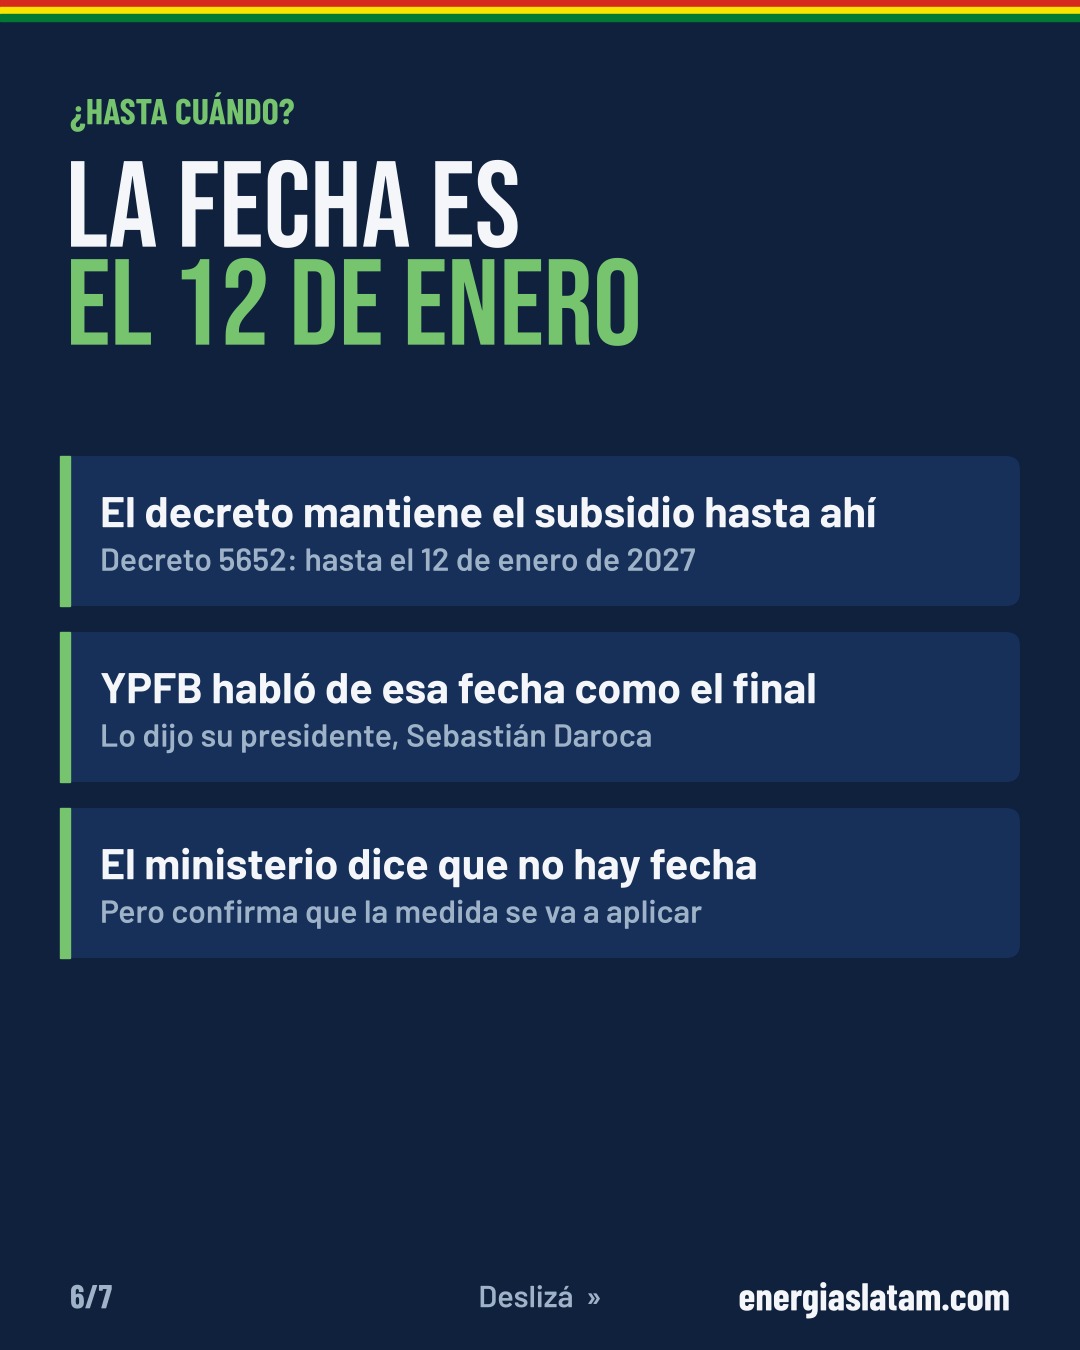 ¿HASTA CUÁNDO?
LA FECHA ES
EL 12 DE ENERO
El decreto mantiene el subsidio hasta ahí
Decreto 5652: hasta el 12 de enero de 2027
YPFB habló de esa fecha como el final
Lo dijo su presidente, Sebastián Daroca
El ministerio dice que no hay fecha
Pero confirma que la medida se va a aplicar
6/7
Deslizá »
energiaslatam.com